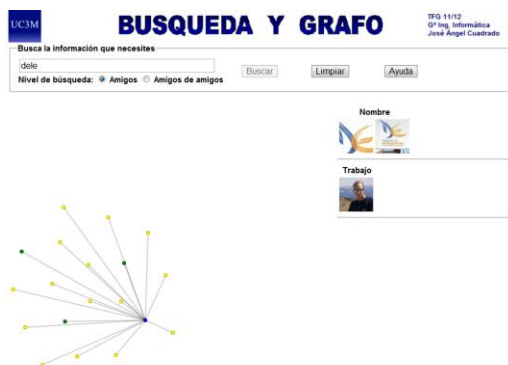 UC3M
BUSQUEDA Y GRAFO
TFG 11/12
Gº Ing. Informática
José Ángel Cuadrado
Busca la información que necesites
dele
Nivel de búsqueda: Amigos Amigos de amigos
Buscar
Limpiar
Ayuda
Nombre
Trabajo